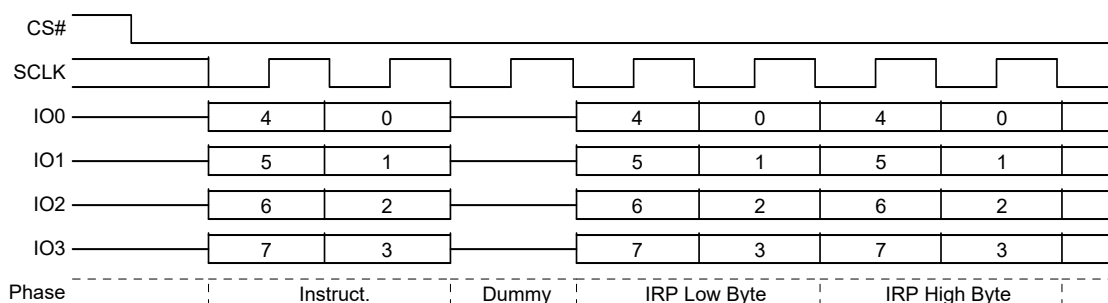 CS#
SCLK
IO0 4 0 4 0 4 0
IO1 5 1 5 1 5 1
IO2 6 2 6 2 6 2
IO3 7 3 7 3 7 3
Phase Instruct. Dummy IRP Low Byte IRP High Byte